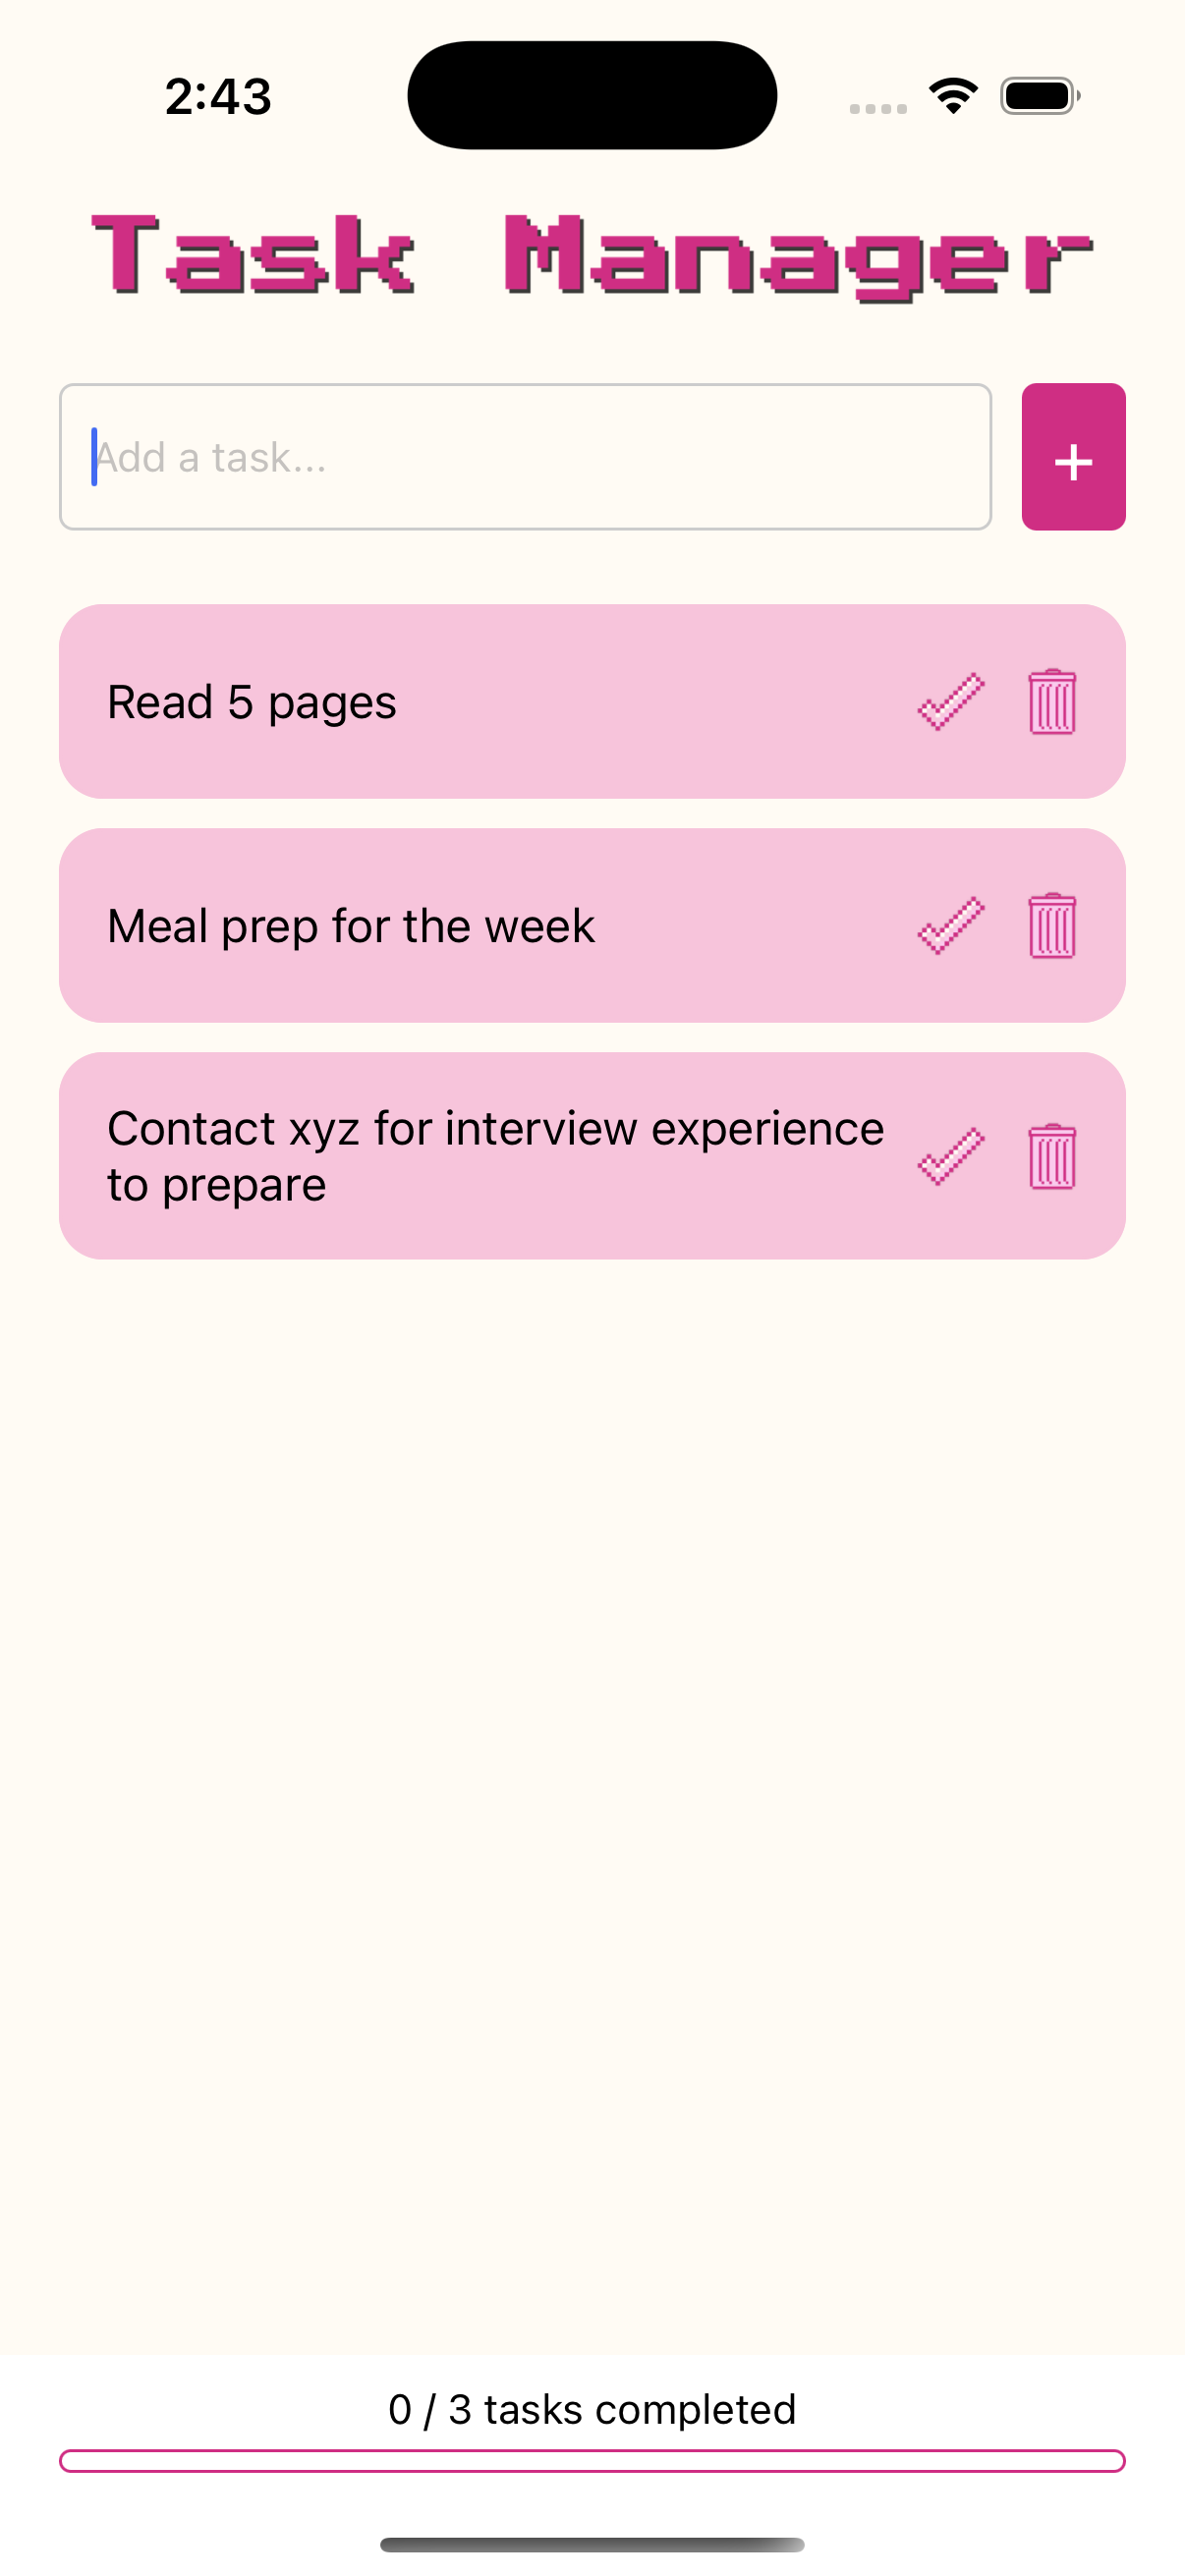 2:43
Task Manager
Add a task...
+
Read 5 pages
Meal prep for the week
Contact xyz for interview experience
to prepare
0 / 3 tasks completed